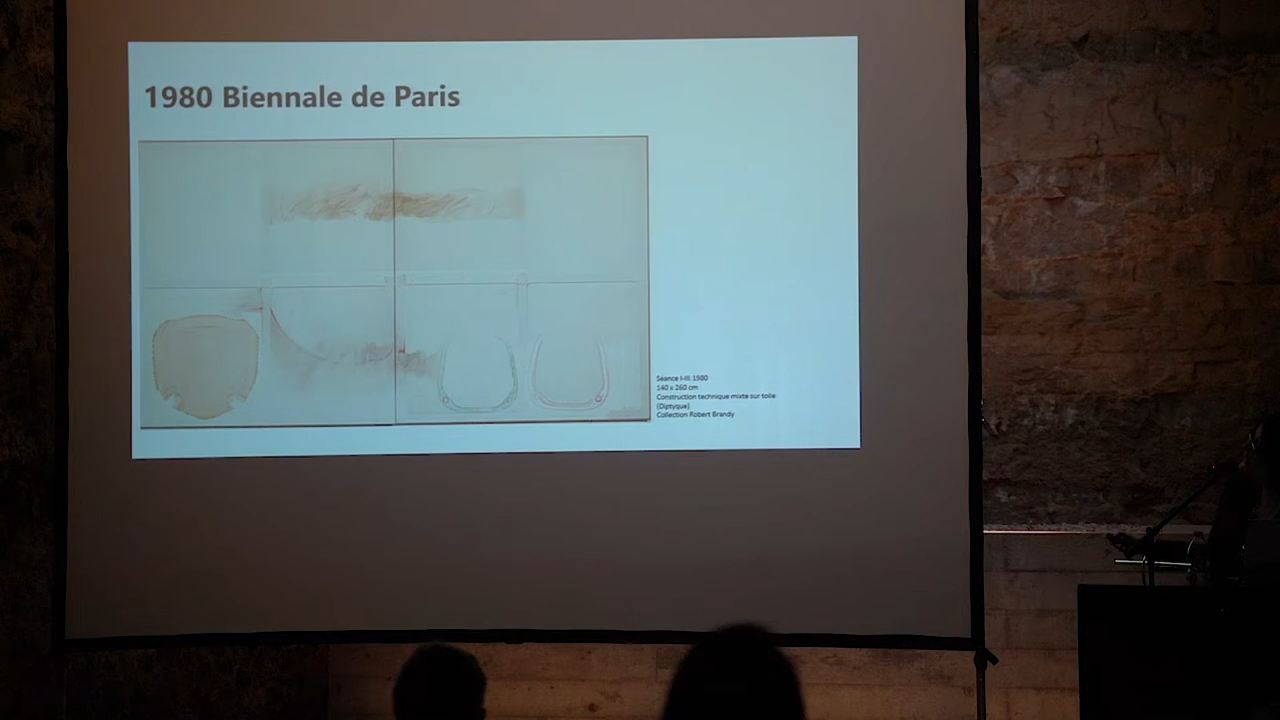 1980 Biennale de Paris
Séance I-III 1980
140 x 260 cm
Construction technique mixte sur toile
(Diptyque)
Collection Robert Brandy